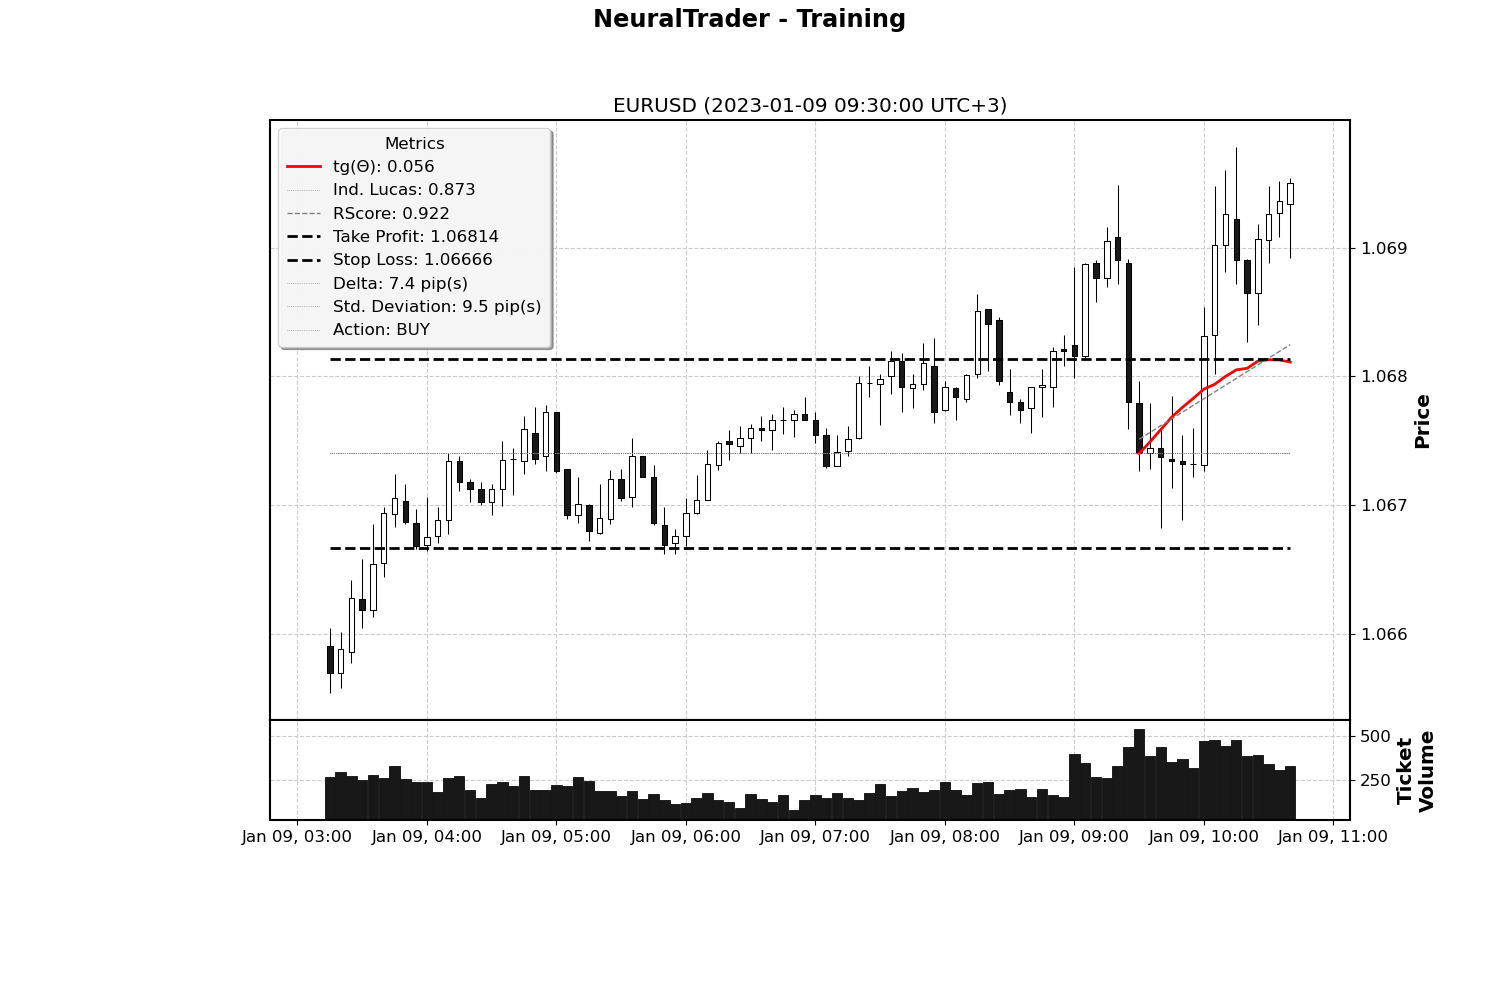 NeuralTrader - Training
EURUSD (2023-01-09 09:30:00 UTC+3)
Metrics
tg(Θ): 0.056
Ind. Lucas: 0.873
RScore: 0.922
Take Profit: 1.06814
Stop Loss: 1.06666
Delta: 7.4 pip(s)
Std. Deviation: 9.5 pip(s)
Action: BUY
1.069
1.068
1.067
1.066
Price
500
250
Ticket
Volume
Jan 09, 03:00
Jan 09, 04:00
Jan 09, 05:00
Jan 09, 06:00
Jan 09, 07:00
Jan 09, 08:00
Jan 09, 09:00
Jan 09, 10:00
Jan 09, 11:00